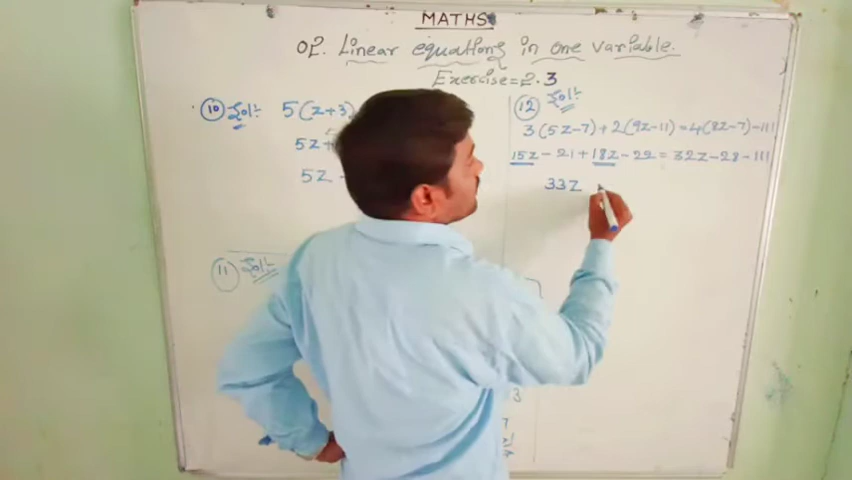 MATHS
02. Linear equations in one variable.
Exercise=2.3
10 Sol:- 5(z+3)
5z+
5z -
11 Sol:-
12 Sol:-
3(5z-7)+2(9z-11)=4(8z-7)-111
15z-21+18z-22=32z-28-111
33z
3
7